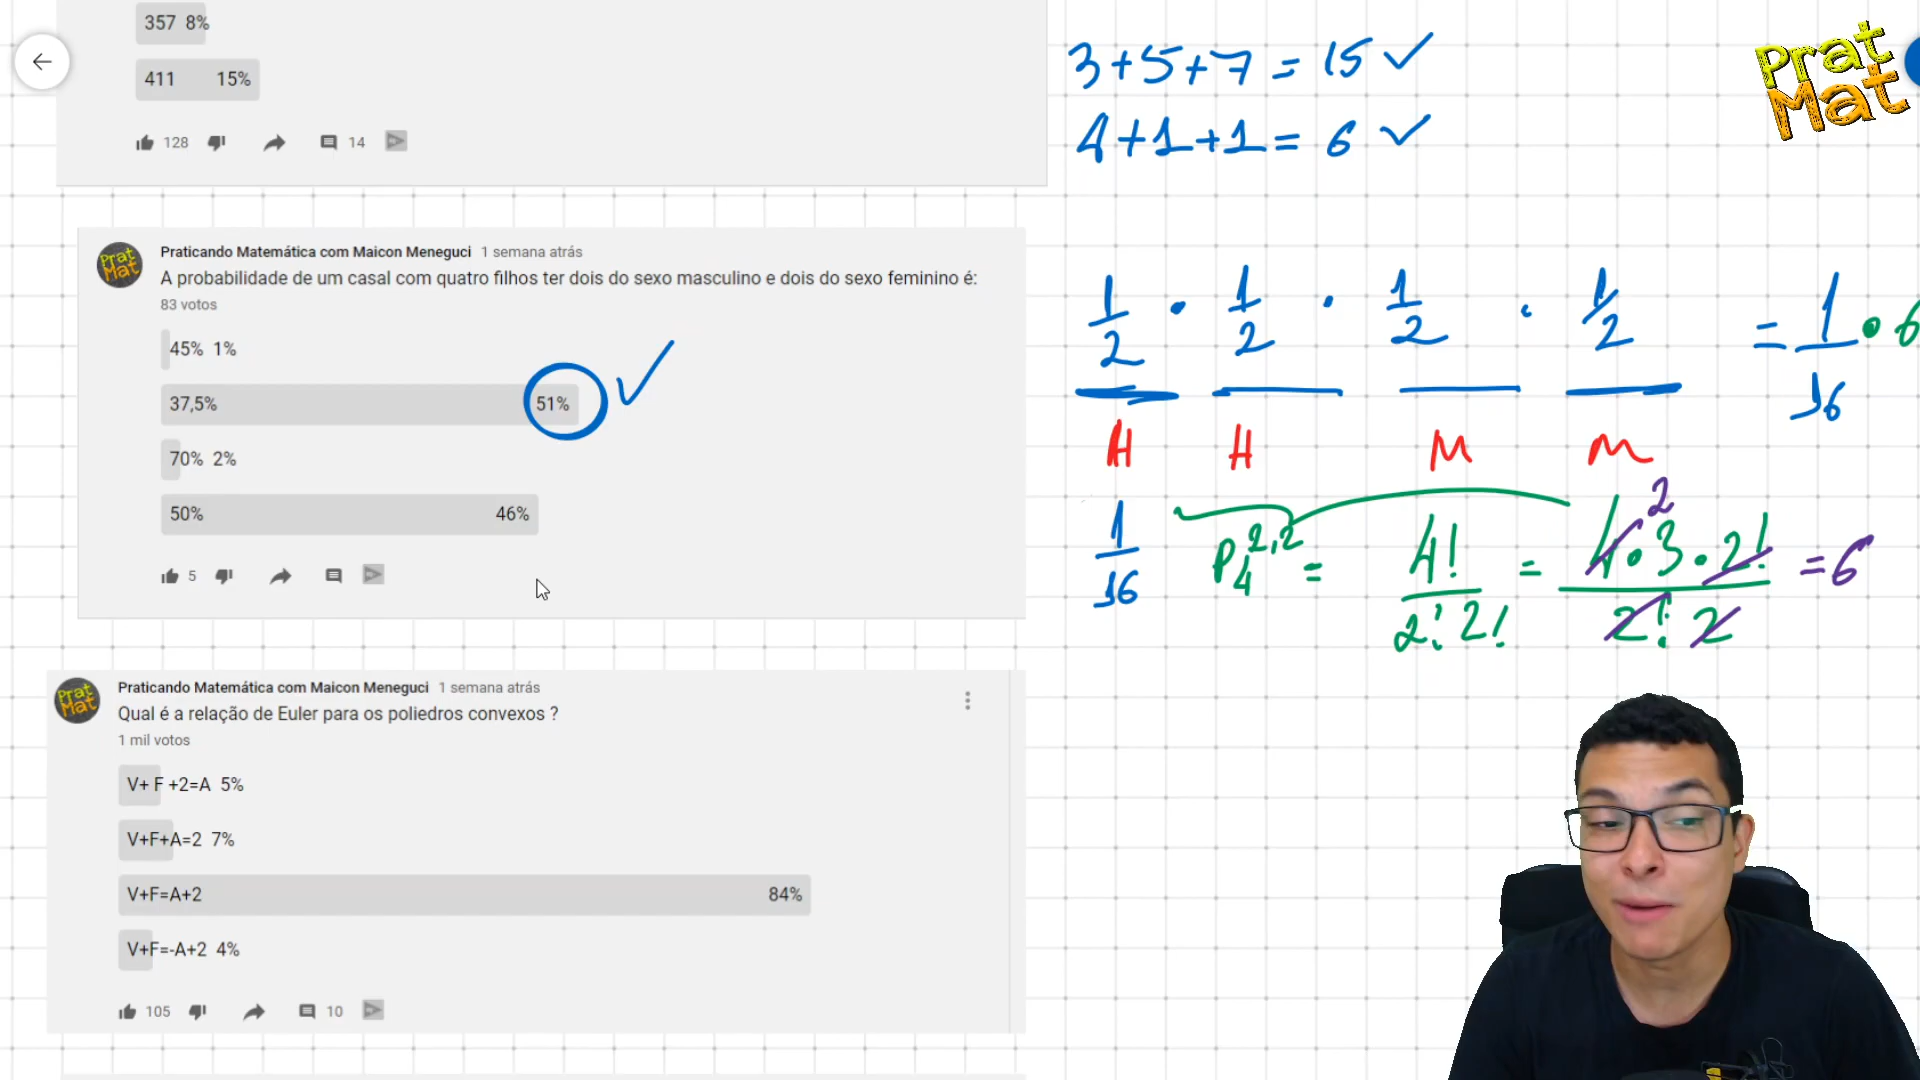 357 8%
411 15%
128 14
Praticando Matemática com Maicon Meneguci 1 semana atrás
A probabilidade de um casal com quatro filhos ter dois do sexo masculino e dois do sexo feminino é:
83 votos
45% 1%
37,5% 51%
70% 2%
50% 46%
5
Praticando Matemática com Maicon Meneguci 1 semana atrás
Qual é a relação de Euler para os poliedros convexos ?
1 mil votos
V+ F +2=A 5%
V+F+A=2 7%
V+F=A+2 84%
V+F=-A+2 4%
105 10
Prat
Mat
3+5+7 = 15 ✓
4+1+1 = 6 ✓
1/2 • 1/2 • 1/2 • 1/2 = 1/16 • 6
H H M M
1/16 P4^2,2 = 4!/2!2! = 4•3•2!/2!2 = 6
2